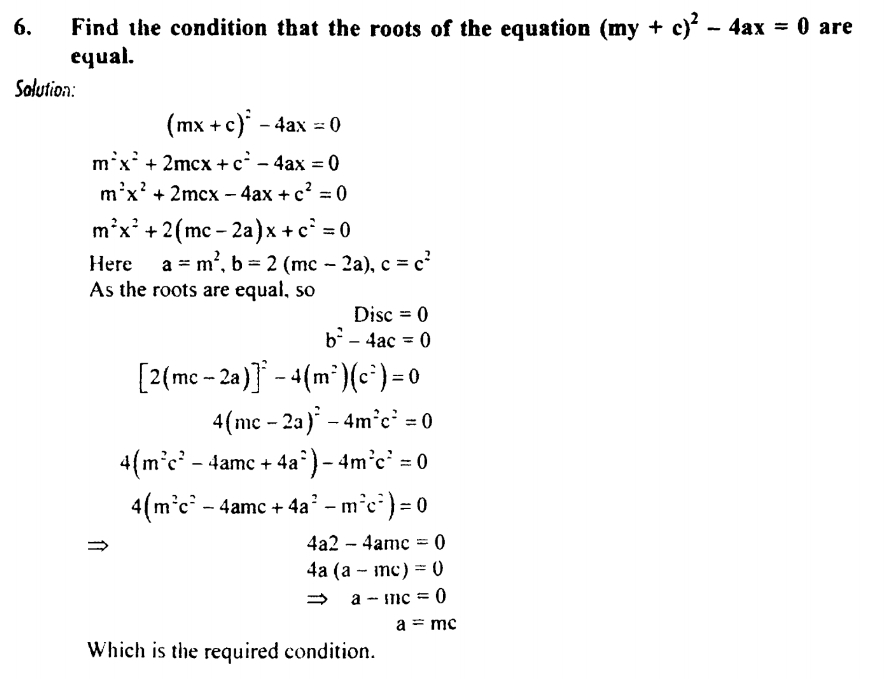 6. Find the condition that the roots of the equation (my + c)² – 4ax = 0 are
equal.
Solution:
(mx + c)² – 4ax = 0
m²x² + 2mcx + c² – 4ax = 0
m²x² + 2mcx – 4ax + c² = 0
m²x² + 2(mc – 2a)x + c² = 0
Here a = m², b = 2 (mc – 2a), c = c²
As the roots are equal, so
Disc = 0
b² – 4ac = 0
[2(mc – 2a)]² – 4(m²)(c²) = 0
4(mc – 2a)² – 4m²c² = 0
4(m²c² – 4amc + 4a²) – 4m²c² = 0
4(m²c² – 4amc + 4a² – m²c²) = 0
⇒ 4a2 – 4amc = 0
4a (a – mc) = 0
⇒ a – mc = 0
a = mc
Which is the required condition.